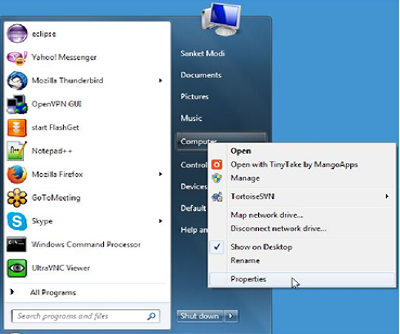 eclipse
Yahoo! Messenger
Mozilla Thunderbird
OpenVPN GUI
start FlashGet
Notepad++
Mozilla Firefox
GoToMeeting
Skype
Windows Command Processor
UltraVNC Viewer
All Programs
Search programs and files
Sanket Modi
Documents
Pictures
Music
Computer
Control
Devices
Default
Help an
Shut down
Open
Open with TinyTake by MangoApps
Manage
TortoiseSVN
Map network drive...
Disconnect network drive...
Show on Desktop
Rename
Properties